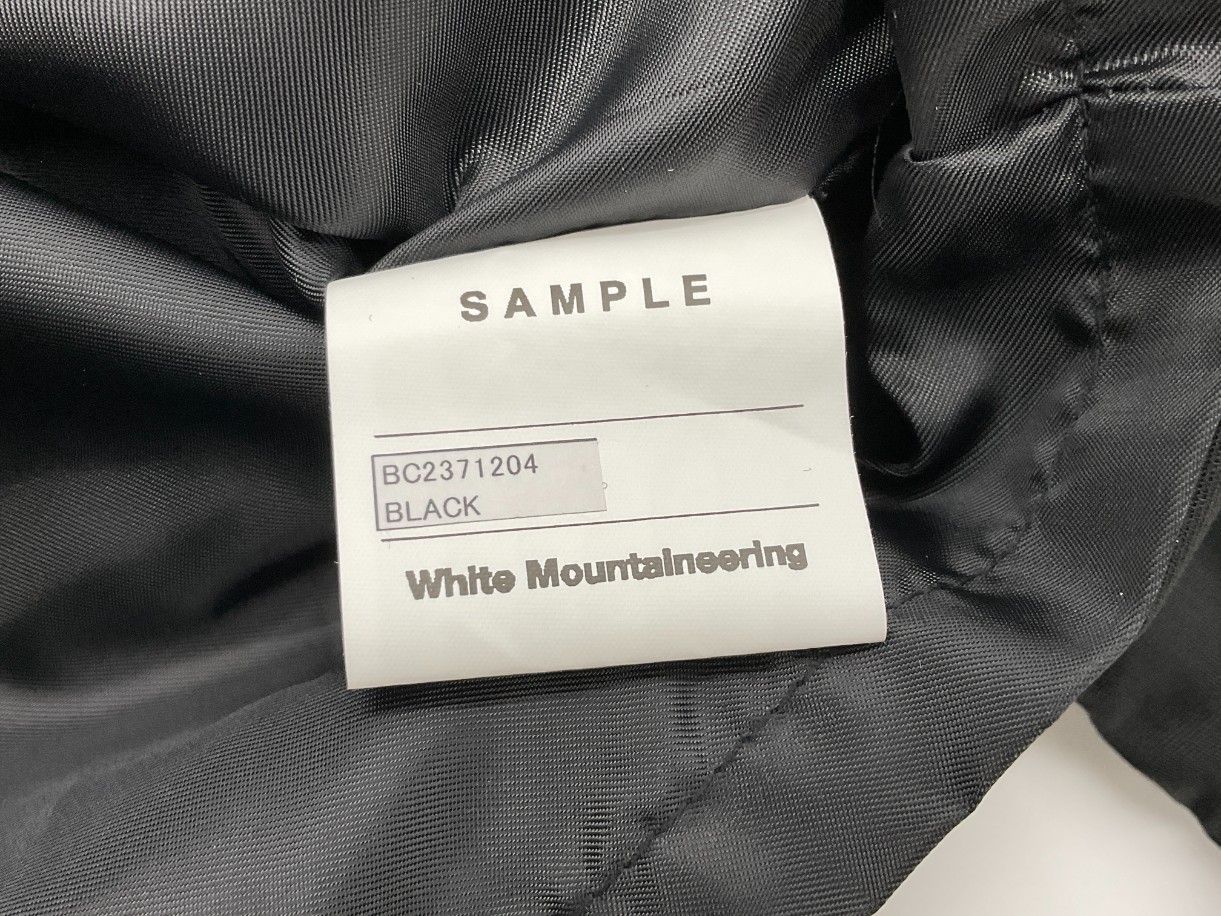 SAMPLE
BC2371204
BLACK
White Mountaineering